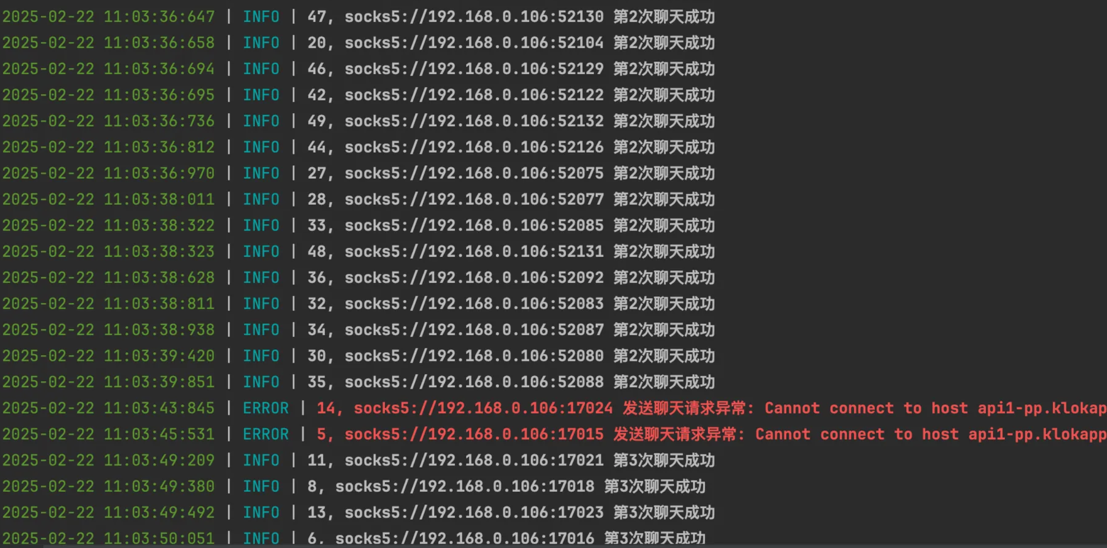 2025-02-22 11:03:36:647 | INFO | 47, socks5://192.168.0.106:52130 第2次聊天成功
2025-02-22 11:03:36:658 | INFO | 20, socks5://192.168.0.106:52104 第2次聊天成功
2025-02-22 11:03:36:694 | INFO | 46, socks5://192.168.0.106:52129 第2次聊天成功
2025-02-22 11:03:36:695 | INFO | 42, socks5://192.168.0.106:52122 第2次聊天成功
2025-02-22 11:03:36:736 | INFO | 49, socks5://192.168.0.106:52132 第2次聊天成功
2025-02-22 11:03:36:812 | INFO | 44, socks5://192.168.0.106:52126 第2次聊天成功
2025-02-22 11:03:36:970 | INFO | 27, socks5://192.168.0.106:52075 第2次聊天成功
2025-02-22 11:03:38:011 | INFO | 28, socks5://192.168.0.106:52077 第2次聊天成功
2025-02-22 11:03:38:322 | INFO | 33, socks5://192.168.0.106:52085 第2次聊天成功
2025-02-22 11:03:38:323 | INFO | 48, socks5://192.168.0.106:52131 第2次聊天成功
2025-02-22 11:03:38:628 | INFO | 36, socks5://192.168.0.106:52092 第2次聊天成功
2025-02-22 11:03:38:811 | INFO | 32, socks5://192.168.0.106:52083 第2次聊天成功
2025-02-22 11:03:38:938 | INFO | 34, socks5://192.168.0.106:52087 第2次聊天成功
2025-02-22 11:03:39:420 | INFO | 30, socks5://192.168.0.106:52080 第2次聊天成功
2025-02-22 11:03:39:851 | INFO | 35, socks5://192.168.0.106:52088 第2次聊天成功
2025-02-22 11:03:43:845 | ERROR | 14, socks5://192.168.0.106:17024 发送聊天请求异常: Cannot connect to host api1-pp.klokap
2025-02-22 11:03:45:531 | ERROR | 5, socks5://192.168.0.106:17015 发送聊天请求异常: Cannot connect to host api1-pp.klokapp
2025-02-22 11:03:49:209 | INFO | 11, socks5://192.168.0.106:17021 第3次聊天成功
2025-02-22 11:03:49:380 | INFO | 8, socks5://192.168.0.106:17018 第3次聊天成功
2025-02-22 11:03:49:492 | INFO | 13, socks5://192.168.0.106:17023 第3次聊天成功
2025-02-22 11:03:50:051 | INFO | 6, socks5://192.168.0.106:17016 第3次聊天成功